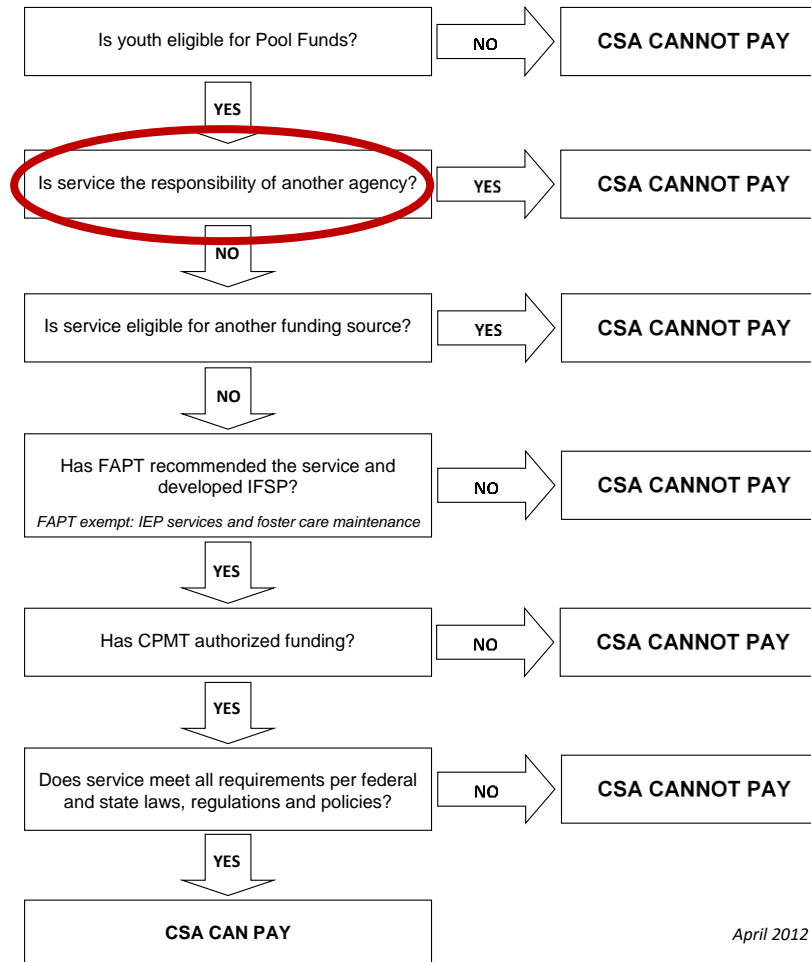 Is youth eligible for Pool Funds?
NO
CSA CANNOT PAY
YES
Is service the responsibility of another agency?
YES
CSA CANNOT PAY
NO
Is service eligible for another funding source?
YES
CSA CANNOT PAY
NO
Has FAPT recommended the service and
developed IFSP?
FAPT exempt: IEP services and foster care maintenance
NO
CSA CANNOT PAY
YES
Has CPMT authorized funding?
NO
CSA CANNOT PAY
YES
Does service meet all requirements per federal
and state laws, regulations and policies?
NO
CSA CANNOT PAY
YES
CSA CAN PAY
April 2012